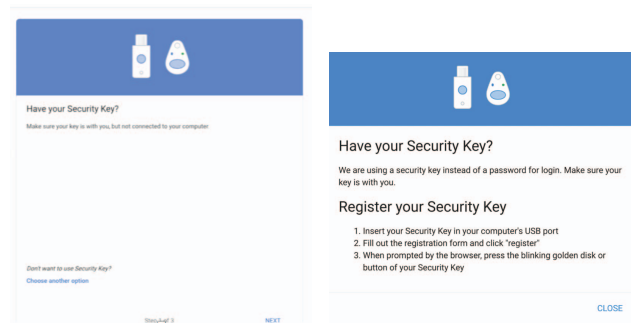 Have your Security Key?
Make sure your key is with you, but not connected to your computer
Don't want to use Security Key?
Choose another option
NEXT
Have your Security Key?
We are using a security key instead of a password for login. Make sure your
key is with you.
Register your Security Key
1. Insert your Security Key in your computer's USB port
2. Fill out the registration form and click "register"
3. When prompted by the browser, press the blinking golden disk or
button of your Security Key
CLOSE